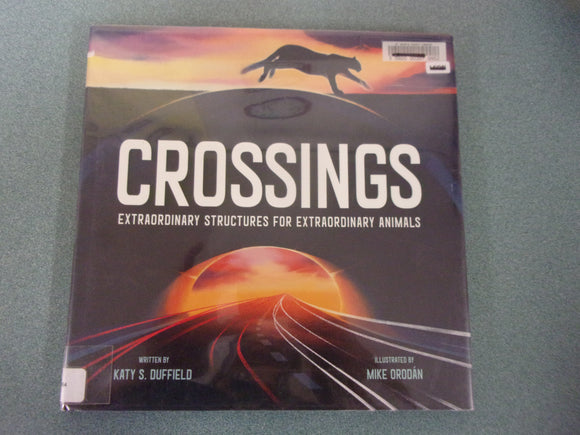 CROSSINGS
EXTRAORDINARY STRUCTURES FOR EXTRAORDINARY ANIMALS
WRITTEN BY
KATY S. DUFFIELD
ILLUSTRATED BY
MIKE ORODÁN